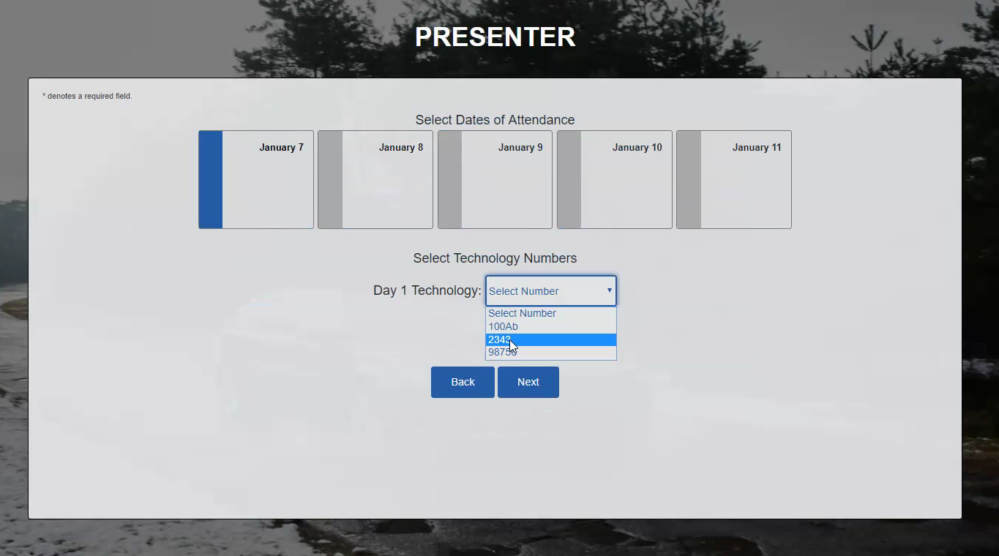 PRESENTER
* denotes a required field.
Select Dates of Attendance
January 7 January 8 January 9 January 10 January 11
Select Technology Numbers
Day 1 Technology: Select Number
Select Number
100Ab
2343
Back Next